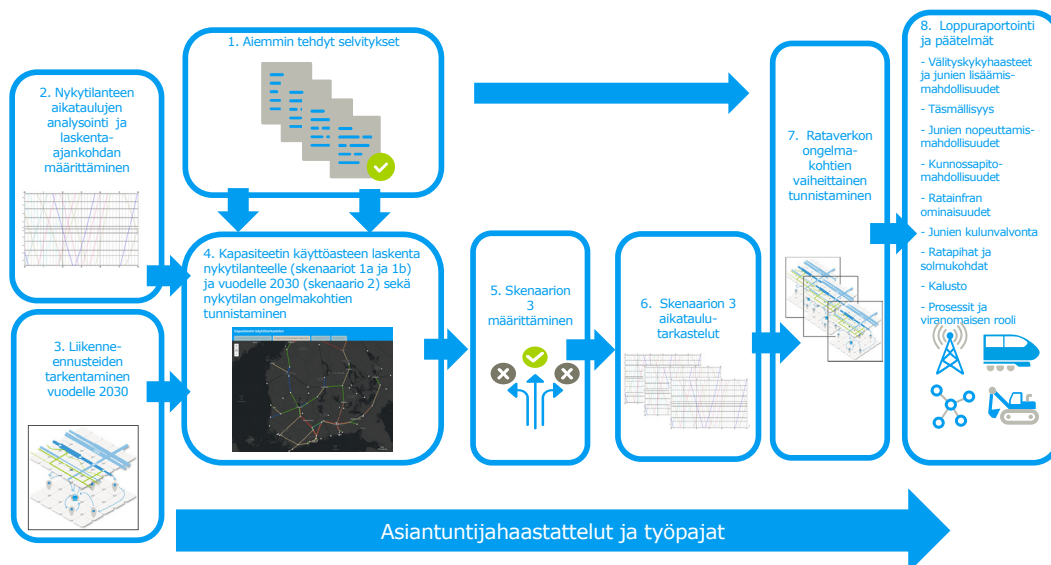 1. Aiemmin tehdyt selvitykset
2. Nykytilanteen
aikataulujen
analysointi ja
laskenta-
ajankohdan
määrittäminen
3. Liikenne-
ennusteiden
tarkentaminen
vuodelle 2030
4. Kapasiteetin käyttöasteen laskenta
nykytilanteelle (skenaariot 1a ja 1b)
ja vuodelle 2030 (skenaario 2) sekä
nykytilan ongelmakohtien
tunnistaminen
5. Skenaarion
3
määrittäminen
6. Skenaarion 3
aikataulu-
tarkastelut
7. Rataverkon
ongelma-
kohtien
vaiheittainen
tunnistaminen
8. Loppuraportointi
ja päätelmät
- Välityskykyhaasteet
ja junien lisäämis-
mahdollisuudet
- Täsmällisyys
- Junien nopeuttamis-
mahdollisuudet
- Kunnossapito-
mahdollisuudet
- Ratainfran
ominaisuudet
- Junien kulunvalvonta
- Ratapihat ja
solmukohdat
- Kalusto
- Prosessit ja
viranomaisen rooli
Asiantuntijahaastattelut ja työpajat